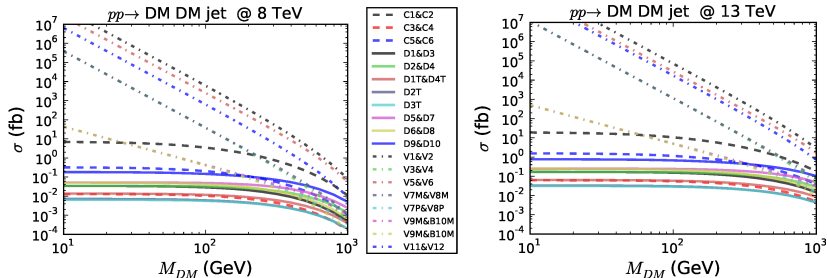 pp→ DM DM jet @ 8 TeV
10^7
10^6
10^5
10^4
10^3
10^2
10^1
10^0
10^-1
10^-2
10^-3
10^-4
σ (fb)
10^1
10^2
10^3
M_DM (GeV)
C1&C2
C3&C4
C5&C6
D1&D3
D2&D4
D1T&D4T
D2T
D3T
D5&D7
D6&D8
D9&D10
V1&V2
V3&V4
V5&V6
V7M&V8M
V7P&V8P
V9M&B10M
V9M&B10M
V11&V12
pp→ DM DM jet @ 13 TeV
10^7
10^6
10^5
10^4
10^3
10^2
10^1
10^0
10^-1
10^-2
10^-3
10^-4
σ (fb)
10^1
10^2
10^3
M_DM (GeV)